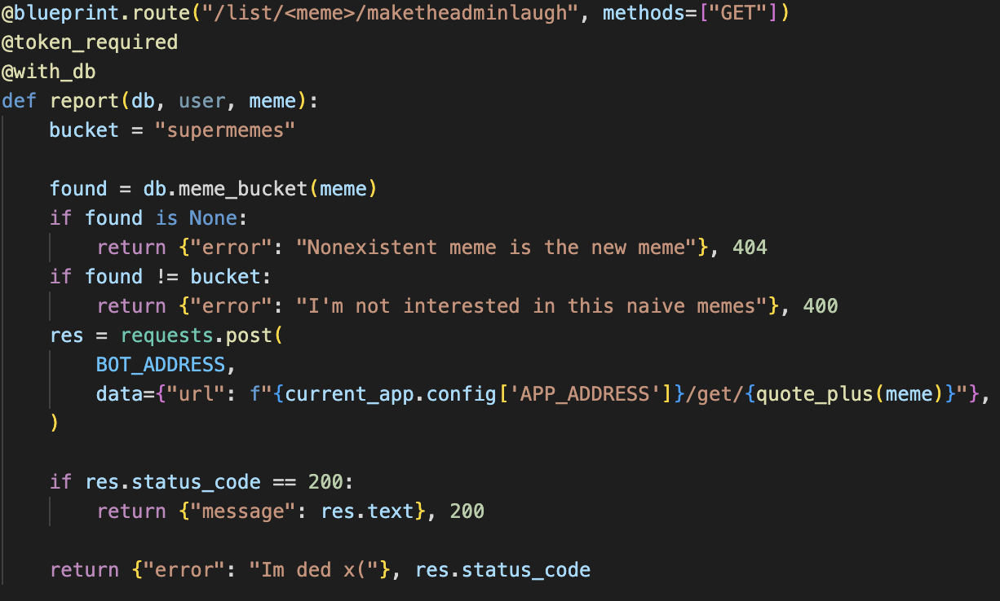 @blueprint.route("/list/<meme>/maketheadminlaugh", methods=["GET"])
@token_required
@with_db
def report(db, user, meme):
    bucket = "supermemes"

    found = db.meme_bucket(meme)
    if found is None:
        return {"error": "Nonexistent meme is the new meme"}, 404
    if found != bucket:
        return {"error": "I'm not interested in this naive memes"}, 400
    res = requests.post(
        BOT_ADDRESS,
        data={"url": f"{current_app.config['APP_ADDRESS']}/get/{quote_plus(meme)}"},
    )

    if res.status_code == 200:
        return {"message": res.text}, 200

    return {"error": "Im ded x("}, res.status_code